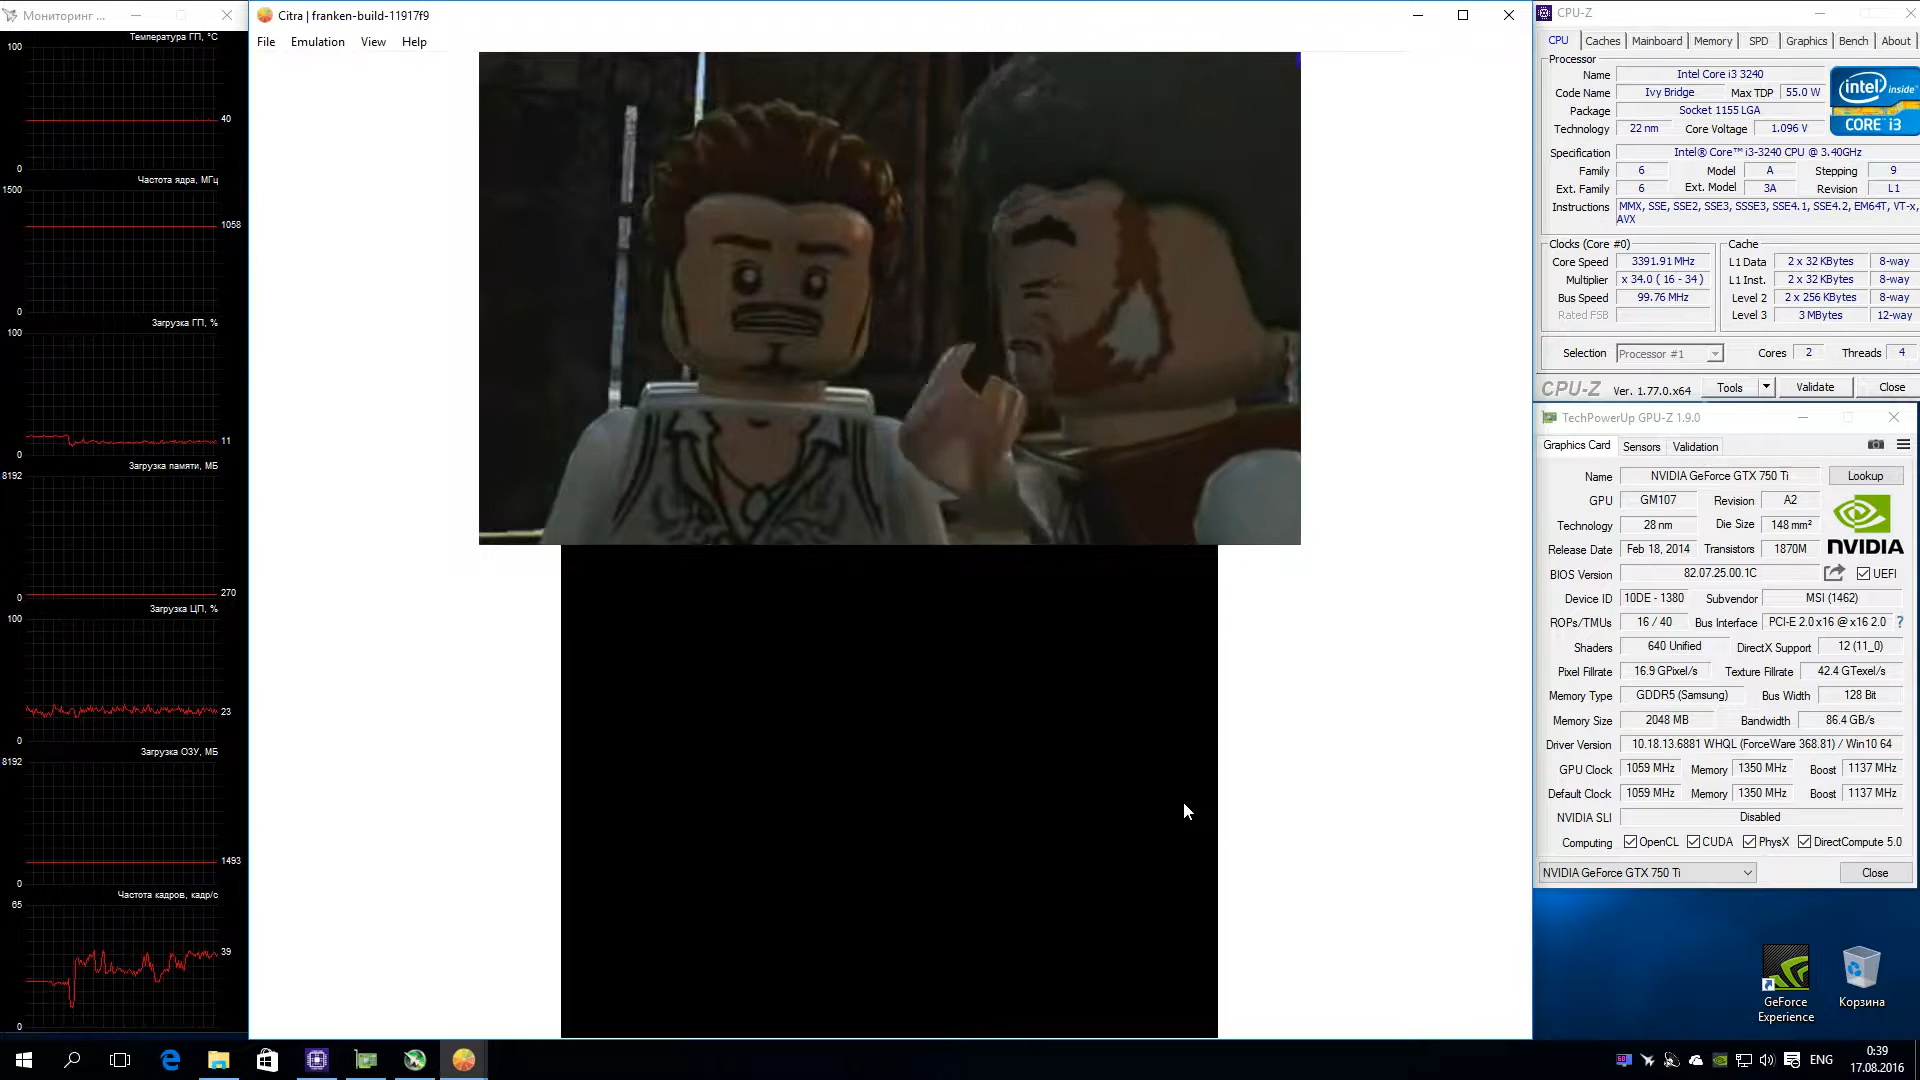 Мониторинг ...
Температура ГП, °C
100
40
0
Частота ядра, МГц
1500
1058
0
Загрузка ГП, %
100
11
0
Загрузка памяти, МБ
8192
270
0
Загрузка ЦП, %
100
23
0
Загрузка ОЗУ, МБ
8192
1493
0
Частота кадров, кадр/с
65
39
0
Citra | franken-build-11917f9
File Emulation View Help
CPU-Z
CPU Caches Mainboard Memory SPD Graphics Bench About
Processor
Name Intel Core i3 3240
Code Name Ivy Bridge Max TDP 55.0 W
Package Socket 1155 LGA
Technology 22 nm Core Voltage 1.096 V
intel inside
CORE i3
Specification Intel® Core™ i3-3240 CPU @ 3.40GHz
Family 6 Model A Stepping 9
Ext. Family 6 Ext. Model 3A Revision L1
Instructions MMX, SSE, SSE2, SSE3, SSSE3, SSE4.1, SSE4.2, EM64T, VT-x,
AVX
Clocks (Core #0)
Core Speed 3391.91 MHz
Multiplier x 34.0 ( 16 - 34 )
Bus Speed 99.76 MHz
Rated FSB
Cache
L1 Data 2 x 32 KBytes 8-way
L1 Inst. 2 x 32 KBytes 8-way
Level 2 2 x 256 KBytes 8-way
Level 3 3 MBytes 12-way
Selection Processor #1 Cores 2 Threads 4
CPU-Z Ver. 1.77.0.x64 Tools Validate Close
TechPowerUp GPU-Z 1.9.0
Graphics Card Sensors Validation
Name NVIDIA GeForce GTX 750 Ti Lookup
GPU GM107 Revision A2
Technology 28 nm Die Size 148 mm²
Release Date Feb 18, 2014 Transistors 1870M
NVIDIA
BIOS Version 82.07.25.00.1C UEFI
Device ID 10DE - 1380 Subvendor MSI (1462)
ROPs/TMUs 16 / 40 Bus Interface PCI-E 2.0 x16 @ x16 2.0 ?
Shaders 640 Unified DirectX Support 12 (11_0)
Pixel Fillrate 16.9 GPixel/s Texture Fillrate 42.4 GTexel/s
Memory Type GDDR5 (Samsung) Bus Width 128 Bit
Memory Size 2048 MB Bandwidth 86.4 GB/s
Driver Version 10.18.13.6881 WHQL (ForceWare 368.81) / Win10 64
GPU Clock 1059 MHz Memory 1350 MHz Boost 1137 MHz
Default Clock 1059 MHz Memory 1350 MHz Boost 1137 MHz
NVIDIA SLI Disabled
Computing OpenCL CUDA PhysX DirectCompute 5.0
NVIDIA GeForce GTX 750 Ti Close
GeForce
Experience
Корзина
ENG
0:39
17.08.2016